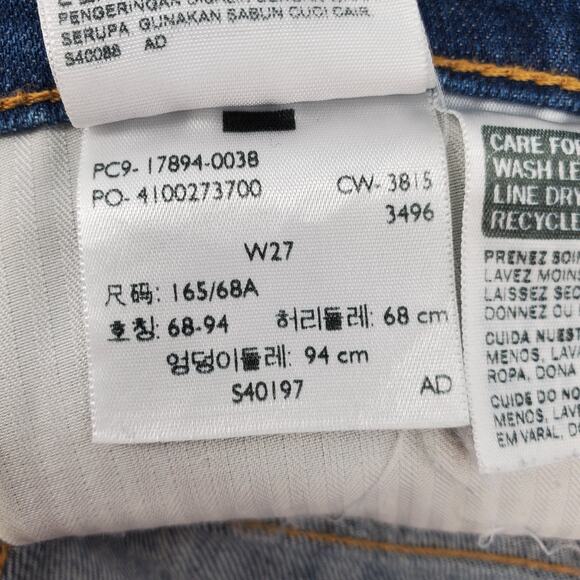 PENGERINGAN
SERUPA GUNAKAN SABUN CUCI CAIR.
S40088 AD
PC9- 17894-0038
PO- 4100273700 CW- 3815
3496
W27
尺码: 165/68A
호칭: 68-94 허리둘레: 68 cm
엉덩이둘레: 94 cm
S40197 AD
CARE FO
WASH LE
LINE DRY
RECYCLE
PRENEZ SOI
LAVEZ MOINS
LAISSEZ SEC
DONNEZ OU
CUIDA NUEST
MENOS, LAVA
ROPA, DONA
CUIDE DO NO
MENOS, LAVE
EM VARAL, DO